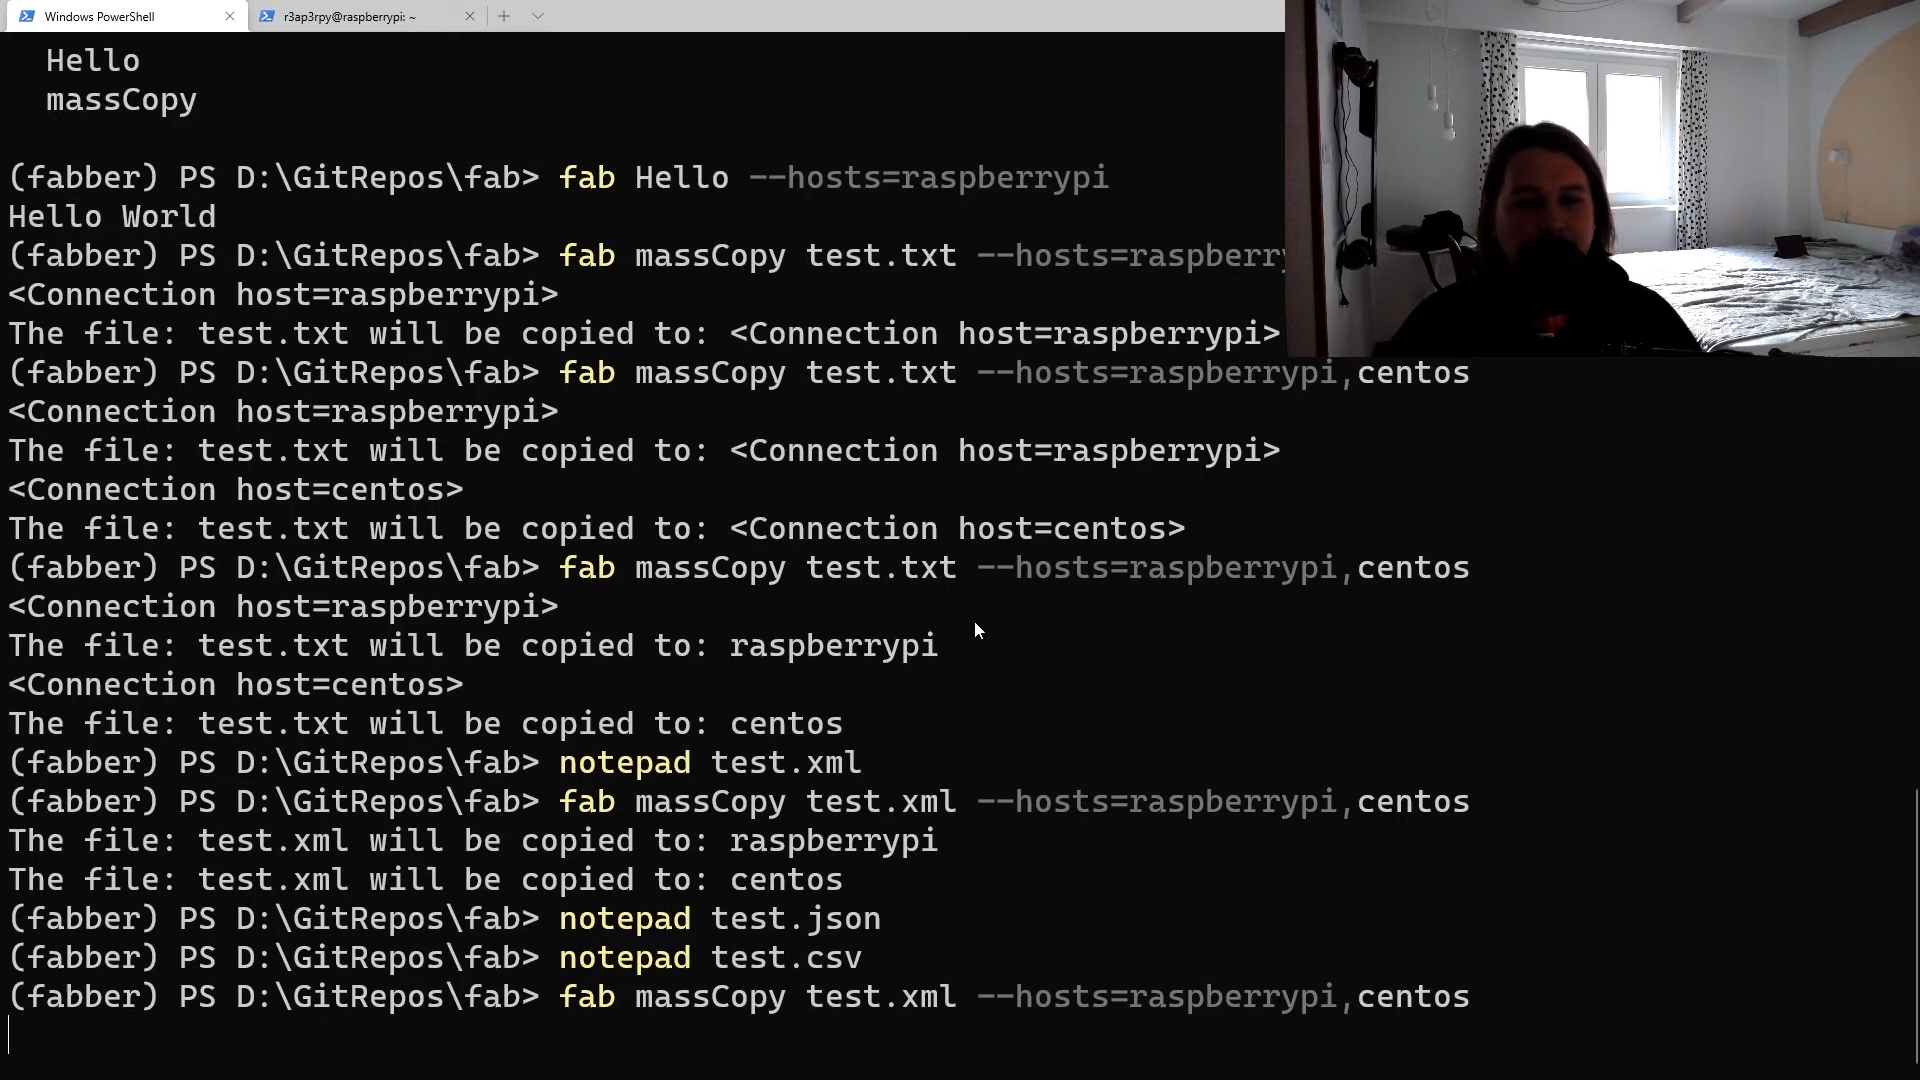 Windows PowerShell
r3ap3rpy@raspberrypi: ~
Hello
massCopy
(fabber) PS D:\GitRepos\fab> fab Hello --hosts=raspberrypi
Hello World
(fabber) PS D:\GitRepos\fab> fab massCopy test.txt --hosts=raspberry
<Connection host=raspberrypi>
The file: test.txt will be copied to: <Connection host=raspberrypi>
(fabber) PS D:\GitRepos\fab> fab massCopy test.txt --hosts=raspberrypi,centos
<Connection host=raspberrypi>
The file: test.txt will be copied to: <Connection host=raspberrypi>
<Connection host=centos>
The file: test.txt will be copied to: <Connection host=centos>
(fabber) PS D:\GitRepos\fab> fab massCopy test.txt --hosts=raspberrypi,centos
<Connection host=raspberrypi>
The file: test.txt will be copied to: raspberrypi
<Connection host=centos>
The file: test.txt will be copied to: centos
(fabber) PS D:\GitRepos\fab> notepad test.xml
(fabber) PS D:\GitRepos\fab> fab massCopy test.xml --hosts=raspberrypi,centos
The file: test.xml will be copied to: raspberrypi
The file: test.xml will be copied to: centos
(fabber) PS D:\GitRepos\fab> notepad test.json
(fabber) PS D:\GitRepos\fab> notepad test.csv
(fabber) PS D:\GitRepos\fab> fab massCopy test.xml --hosts=raspberrypi,centos